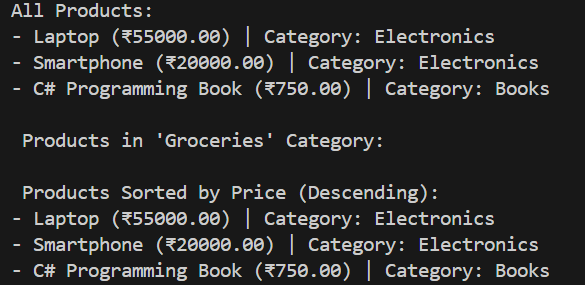 All Products:
- Laptop (₹55000.00) | Category: Electronics
- Smartphone (₹20000.00) | Category: Electronics
- C# Programming Book (₹750.00) | Category: Books
Products in 'Groceries' Category:
Products Sorted by Price (Descending):
- Laptop (₹55000.00) | Category: Electronics
- Smartphone (₹20000.00) | Category: Electronics
- C# Programming Book (₹750.00) | Category: Books